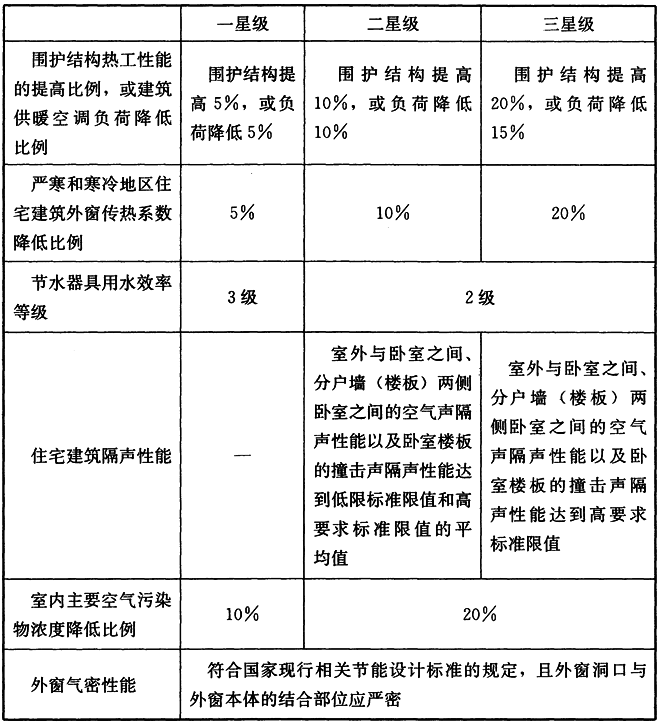 一星级 二星级 三星级
围护结构热工性能
的提高比例，或建筑
供暖空调负荷降低
比例
围护结构提
高5%，或负
荷降低5%
围护结构提高
10%，或负荷降低
10%
围护结构提高
20%，或负荷降低
15%
严寒和寒冷地区住
宅建筑外窗传热系数
降低比例
5%
10%
20%
节水器具用水效率
等级
3级
2级
住宅建筑隔声性能
—
室外与卧室之间、
分户墙（楼板）两侧
卧室之间的空气声隔
声性能以及卧室楼板
的撞击声隔声性能达
到低限标准限值和高
要求标准限值的平
均值
室外与卧室之间、
分户墙（楼板）两
侧卧室之间的空气
声隔声性能以及卧
室楼板的撞击声隔
声性能达到高要求
标准限值
室内主要空气污染
物浓度降低比例
10%
20%
外窗气密性能
符合国家现行相关节能设计标准的规定，且外窗洞口与
外窗本体的结合部位应严密